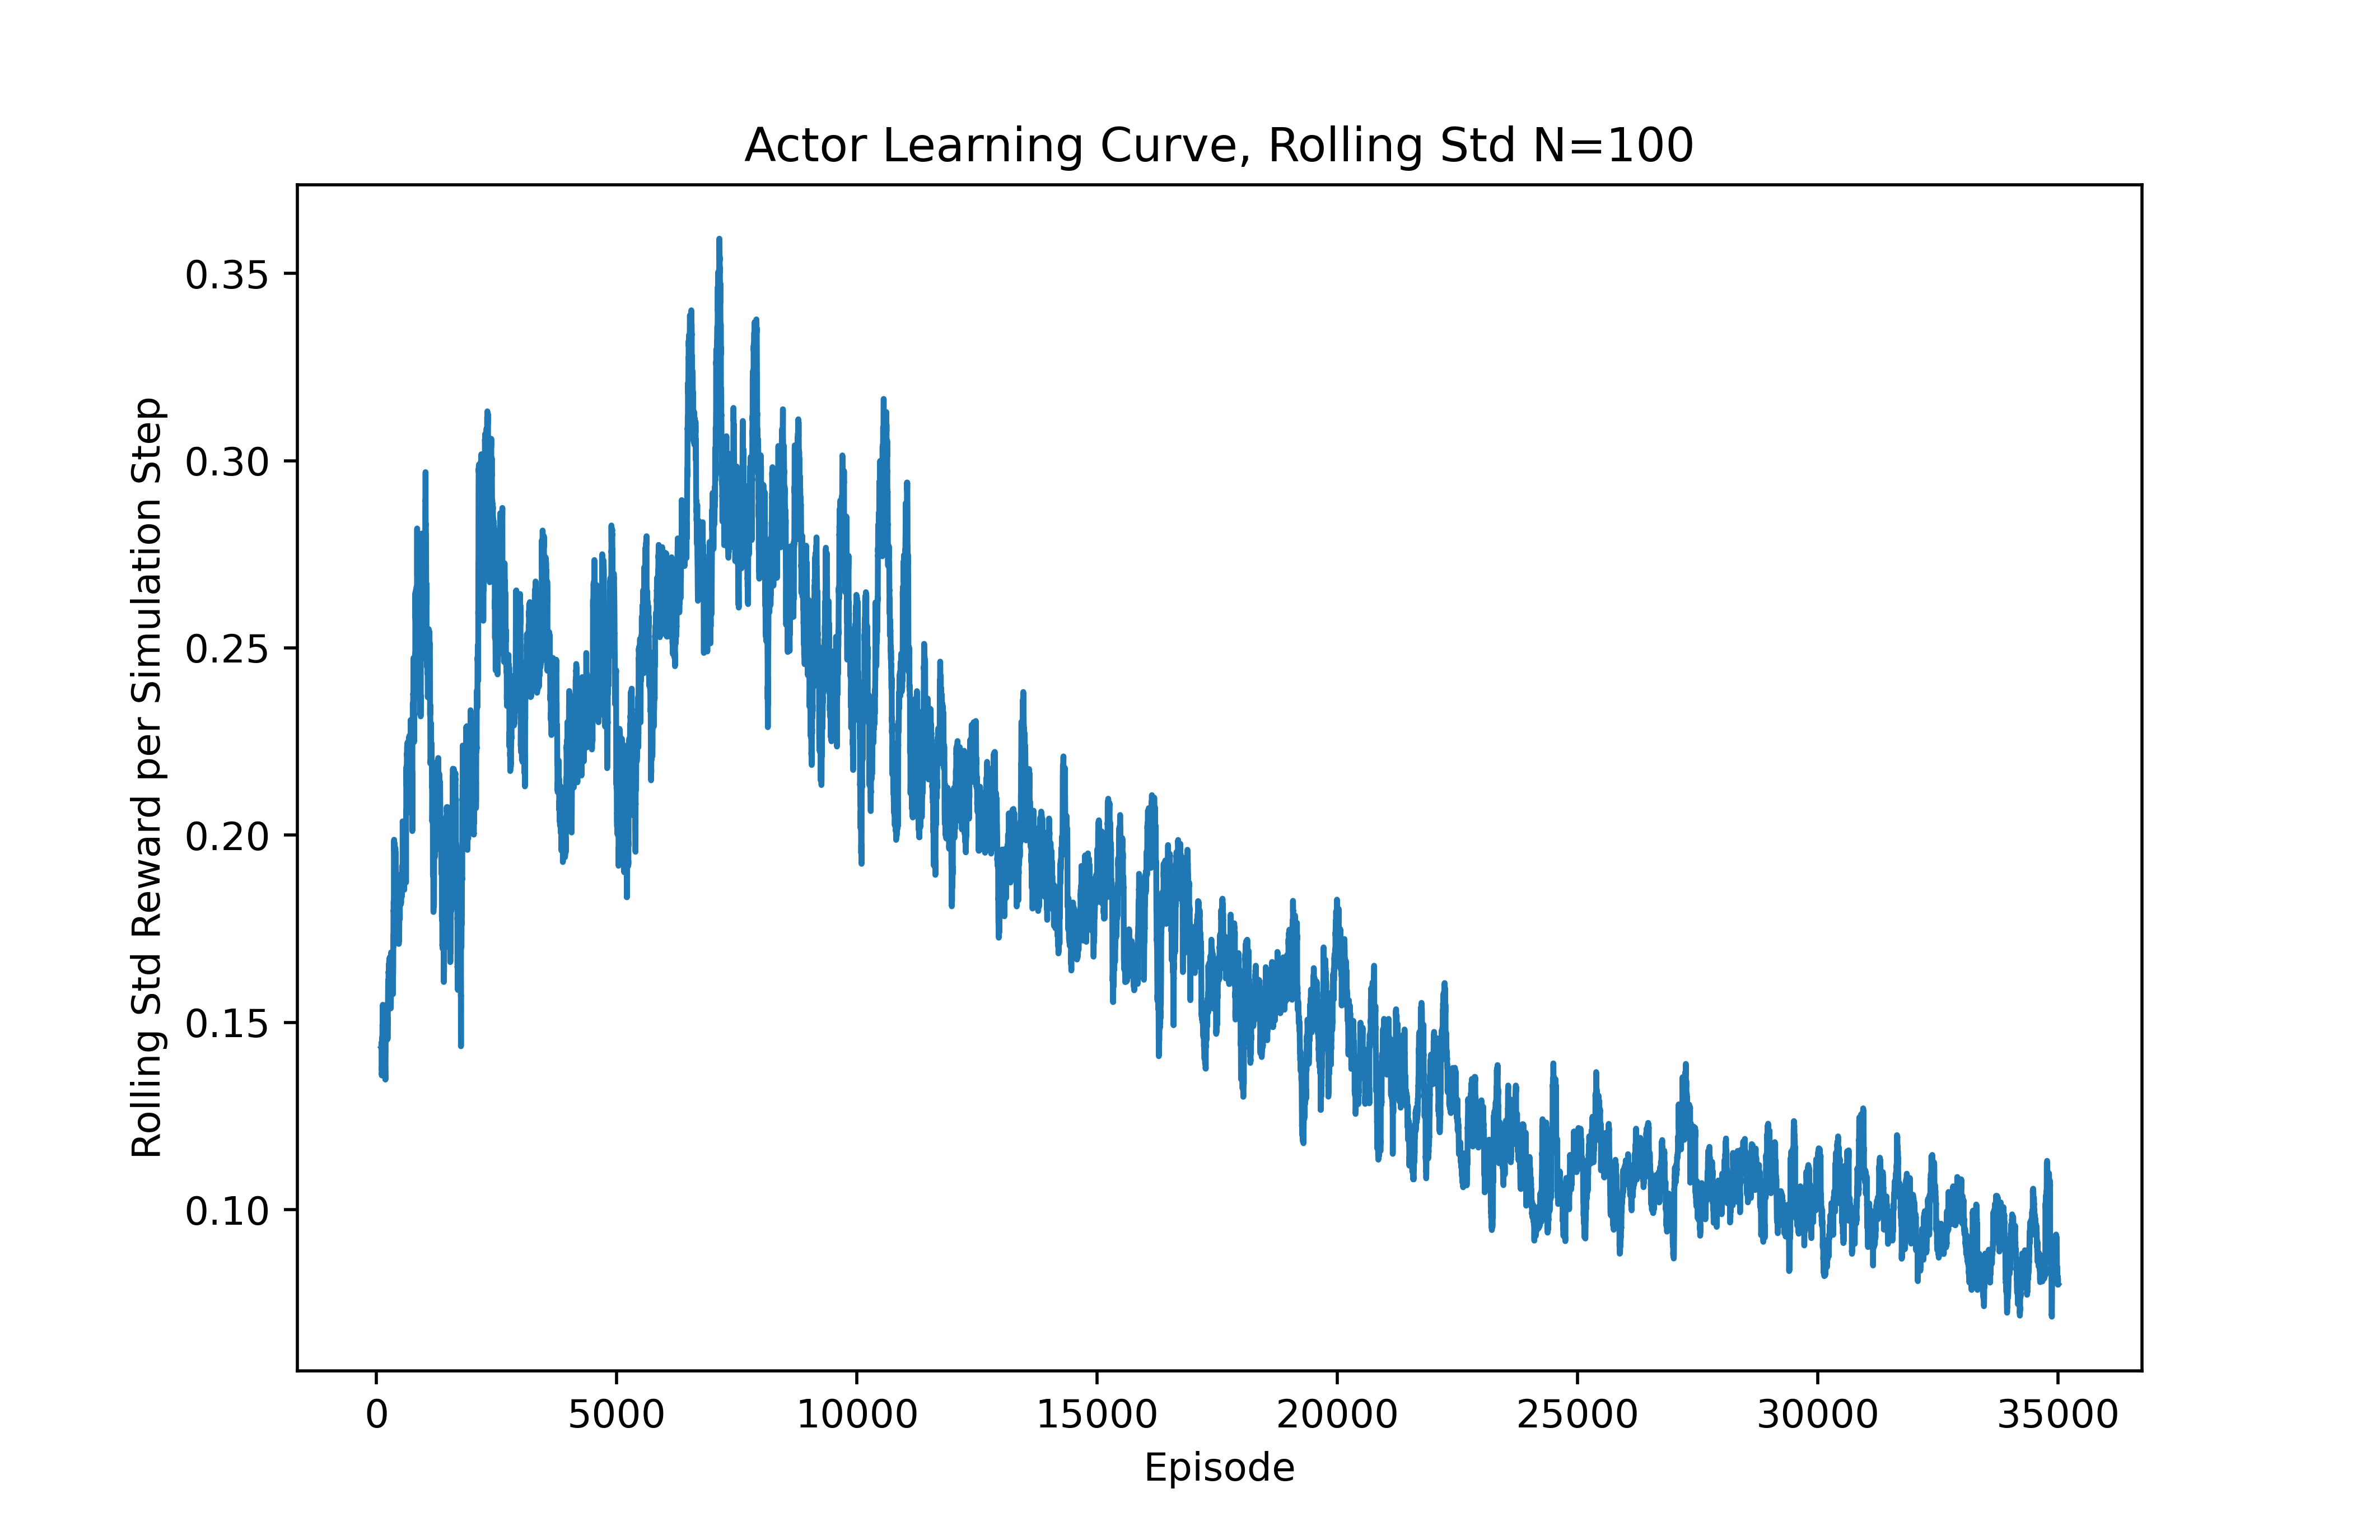 Actor Learning Curve, Rolling Std N=100
Rolling Std Reward per Simulation Step
0.35
0.30
0.25
0.20
0.15
0.10
0 5000 10000 15000 20000 25000 30000 35000
Episode